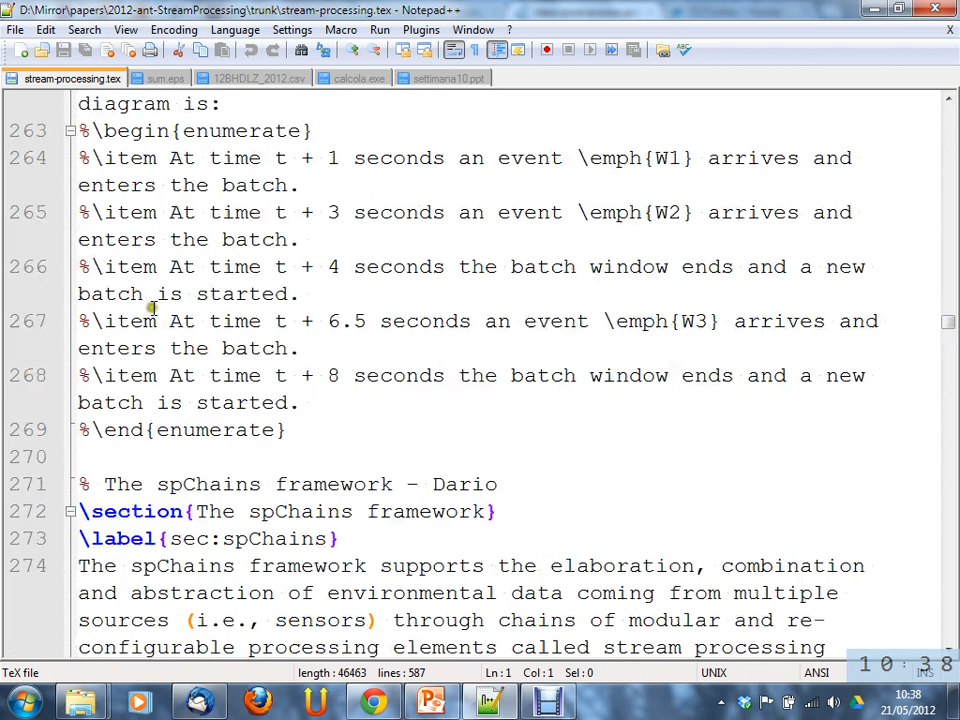 D:\Mirror\papers\2012-ant-StreamProcessing\trunk\stream-processing.tex - Notepad++
File Edit Search View Encoding Language Settings Macro Run Plugins Window ? X
stream-processing.tex sum.eps 12BHDLZ_2012.csv calcola.exe settimana10.ppt
diagram is:
263 %\begin{enumerate}
264 %\item At time t + 1 seconds an event \emph{W1} arrives and
enters the batch.
265 %\item At time t + 3 seconds an event \emph{W2} arrives and
enters the batch.
266 %\item At time t + 4 seconds the batch window ends and a new
batch is started.
267 %\item At time t + 6.5 seconds an event \emph{W3} arrives and
enters the batch.
268 %\item At time t + 8 seconds the batch window ends and a new
batch is started.
269 %\end{enumerate}
270
271 % The spChains framework - Dario
272 \section{The spChains framework}
273 \label{sec:spChains}
274 The spChains framework supports the elaboration, combination
and abstraction of environmental data coming from multiple
sources (i.e., sensors) through chains of modular and re-
configurable processing elements called stream processing
TeX file length : 46463 lines : 587 Ln : 1 Col : 1 Sel : 0 UNIX ANSI INS
10:38
10:38
21/05/2012